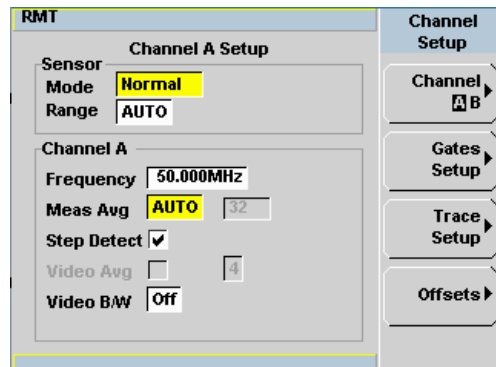 RMT
Channel A Setup
Sensor
Mode Normal
Range AUTO
Channel A
Frequency 50.000MHz
Meas Avg AUTO 32
Step Detect
Video Avg 4
Video B/W Off
Channel
Setup
Channel
A B
Gates
Setup
Trace
Setup
Offsets